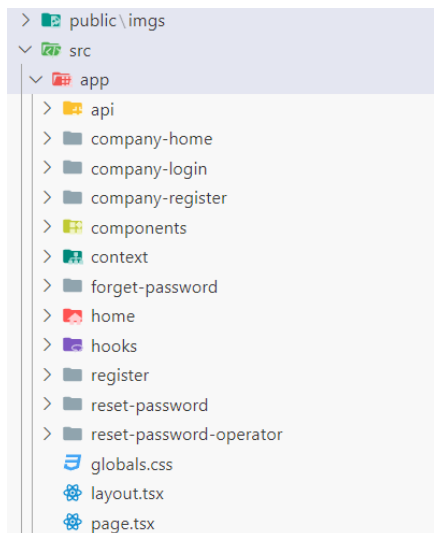 public\imgs
src
app
api
company-home
company-login
company-register
components
context
forget-password
home
hooks
register
reset-password
reset-password-operator
globals.css
layout.tsx
page.tsx